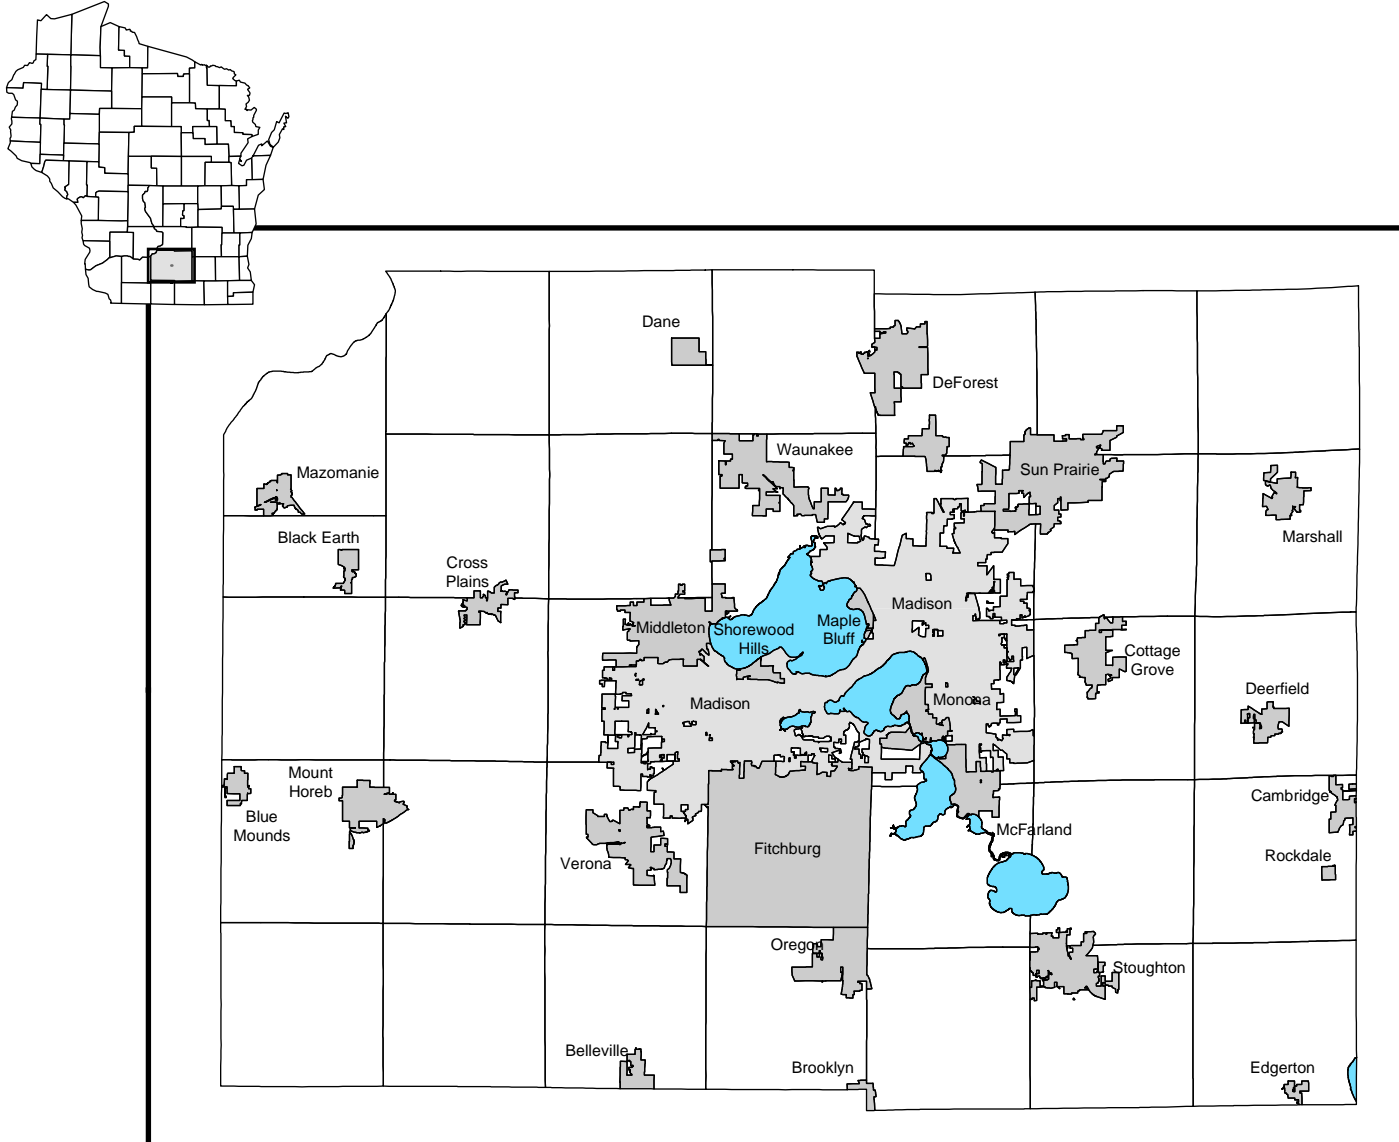 Dane
DeForest
Waunakee
Sun Prairie
Mazomanie
Marshall
Black Earth
Cross
Plains
Madison
Middleton
Shorewood
Hills
Maple
Bluff
Cottage
Grove
Madison
Monona
Deerfield
Mount
Horeb
Blue
Mounds
Cambridge
McFarland
Verona
Fitchburg
Rockdale
Oregon
Stoughton
Belleville
Brooklyn
Edgerton